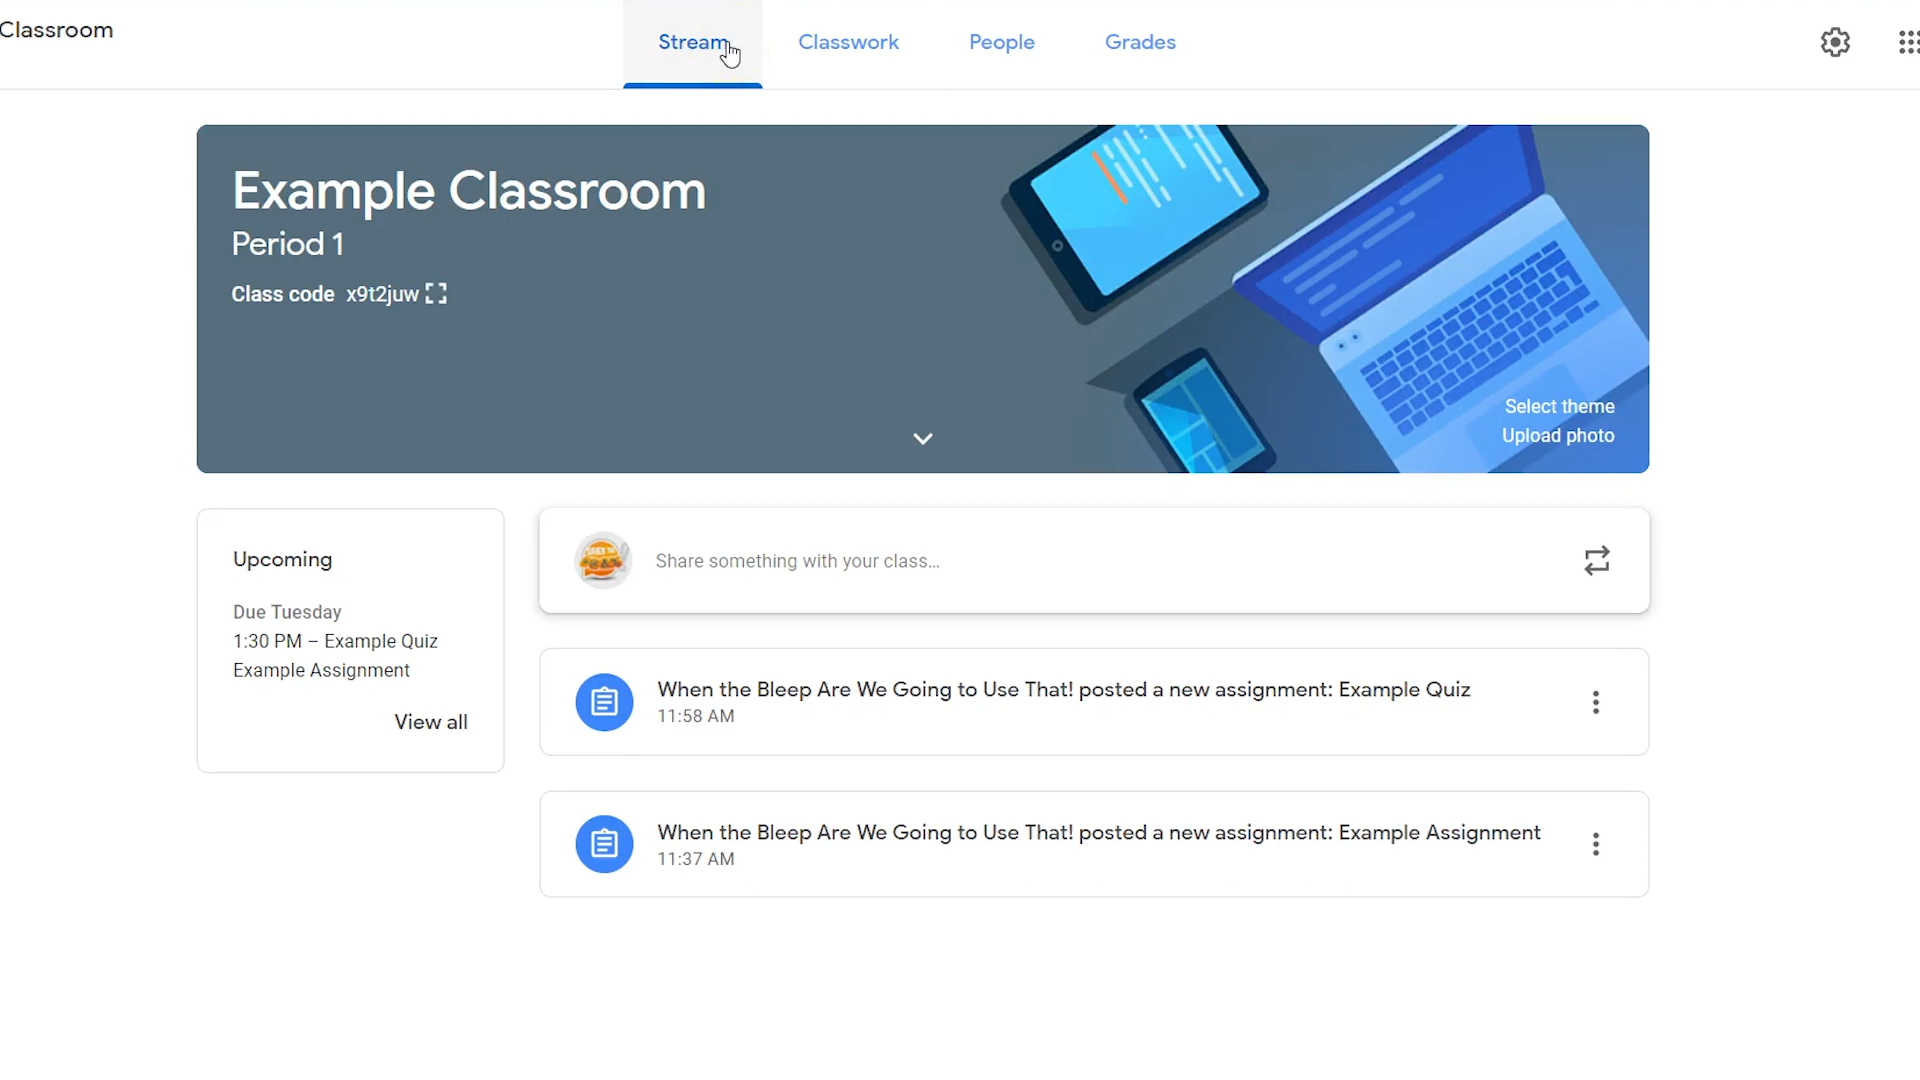 Classroom
Stream
Classwork
People
Grades
Example Classroom
Period 1
Class code x9t2juw
Select theme
Upload photo
Upcoming
Due Tuesday
1:30 PM – Example Quiz
Example Assignment
View all
Share something with your class...
When the Bleep Are We Going to Use That! posted a new assignment: Example Quiz
11:58 AM
When the Bleep Are We Going to Use That! posted a new assignment: Example Assignment
11:37 AM